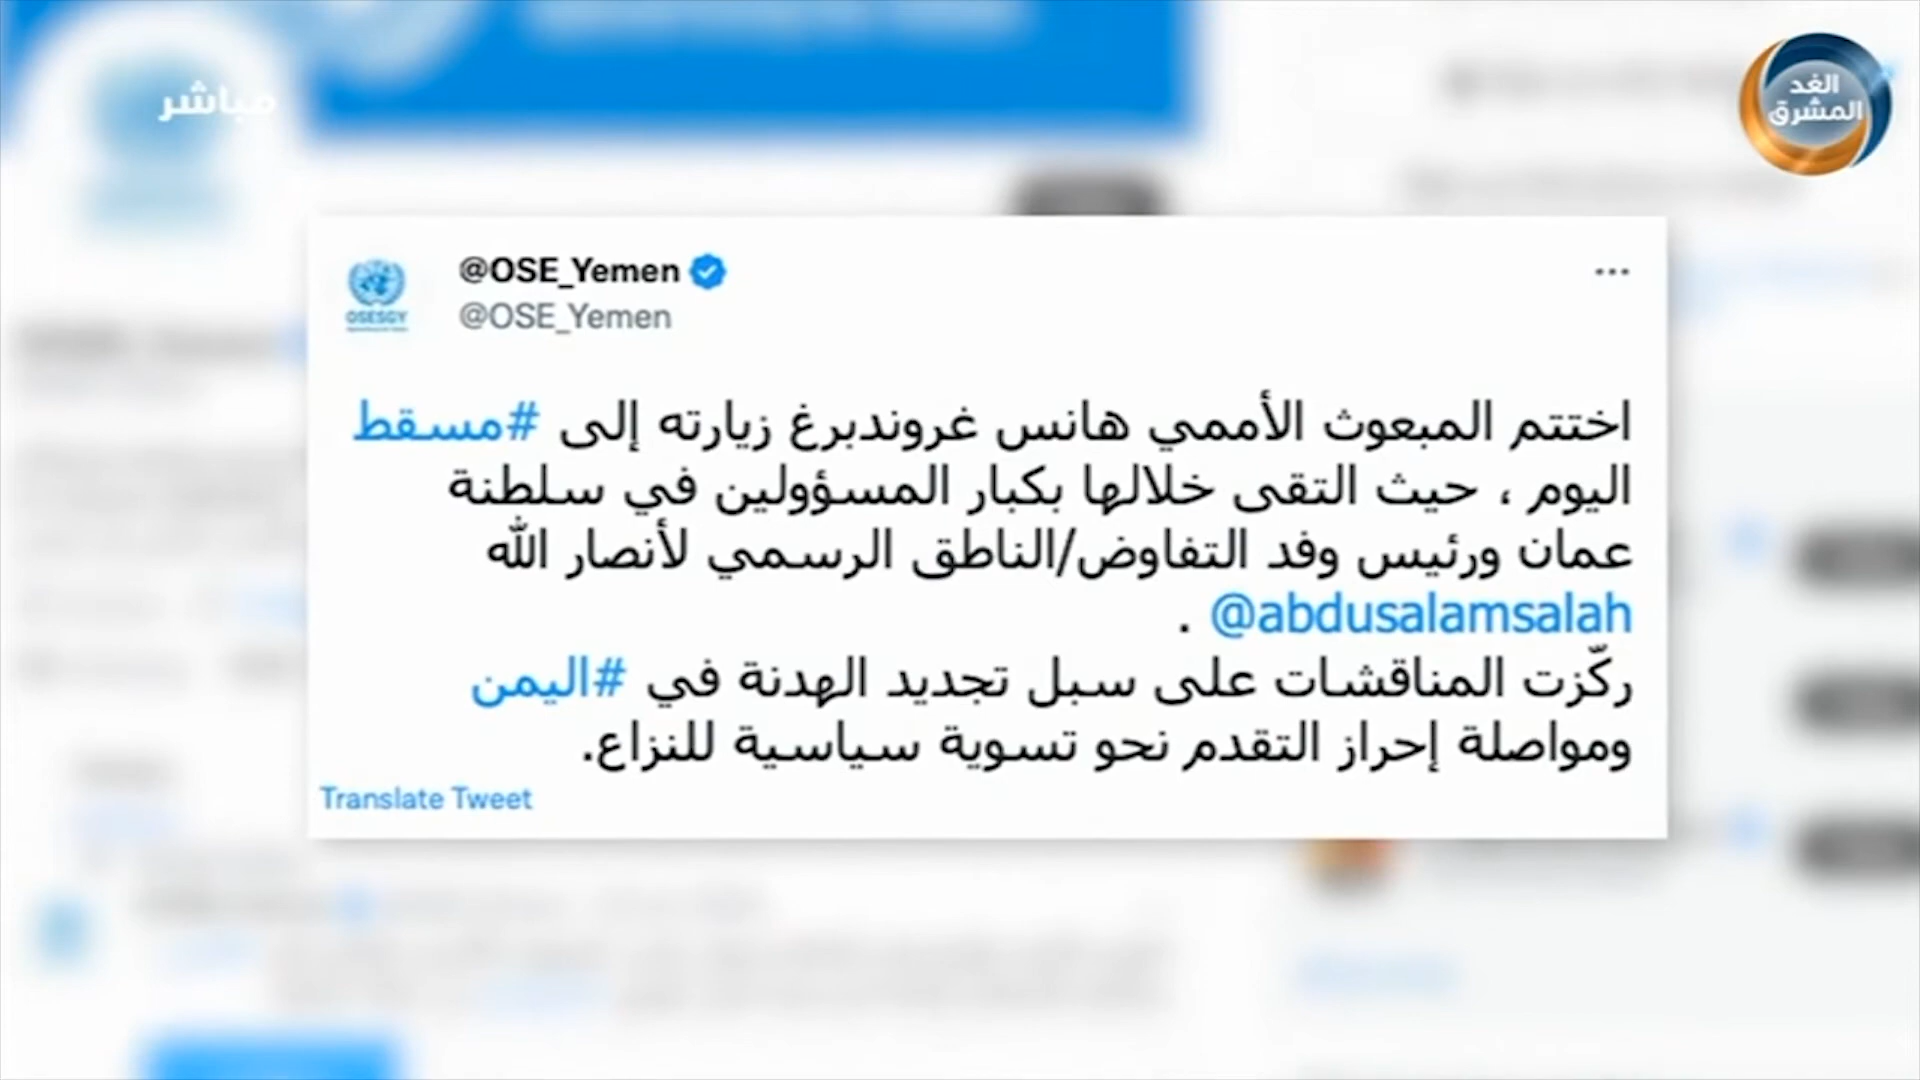 مباشر
الغد
المشرق
@OSE_Yemen
@OSE_Yemen
OSESGY
اختتم المبعوث الأممي هانس غروندبرغ زيارته إلى #مسقط
اليوم ، حيث التقى خلالها بكبار المسؤولين في سلطنة
عمان ورئيس وفد التفاوض/الناطق الرسمي لأنصار الله
@abdusalamsalah .
ركّزت المناقشات على سبل تجديد الهدنة في #اليمن
ومواصلة إحراز التقدم نحو تسوية سياسية للنزاع.
Translate Tweet